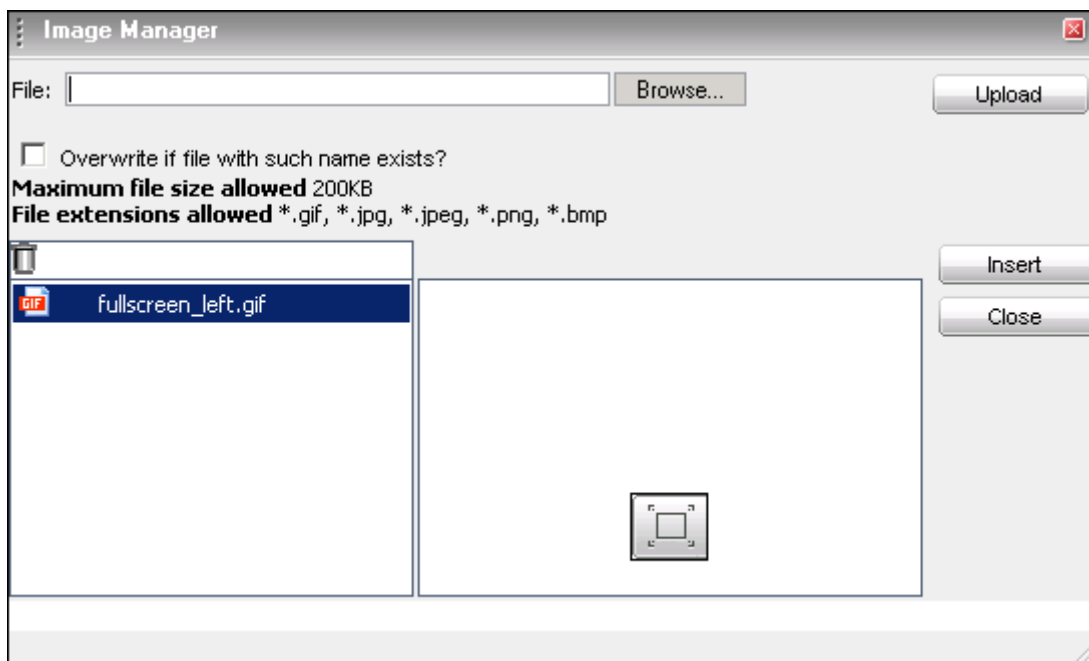 Image Manager
File:
Browse...
Upload
Overwrite if file with such name exists?
Maximum file size allowed 200KB
File extensions allowed *.gif, *.jpg, *.jpeg, *.png, *.bmp
Insert
GIF fullscreen_left.gif
Close